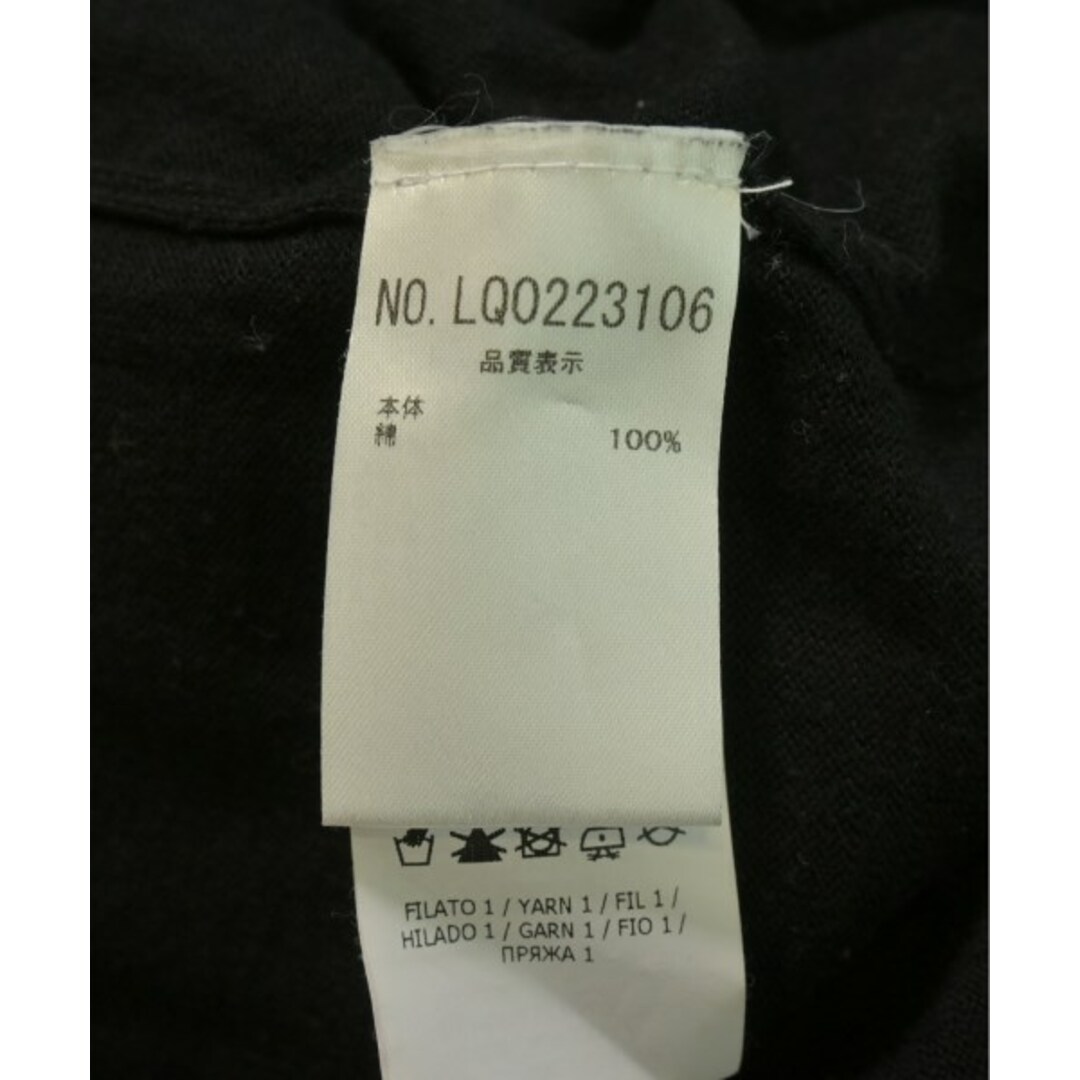 NO. LQ0223106
品質表示
本体
綿 100%
FILATO 1 / YARN 1 / FIL 1 /
HILADO 1 / GARN 1 / FIO 1 /
ПРЯЖА 1